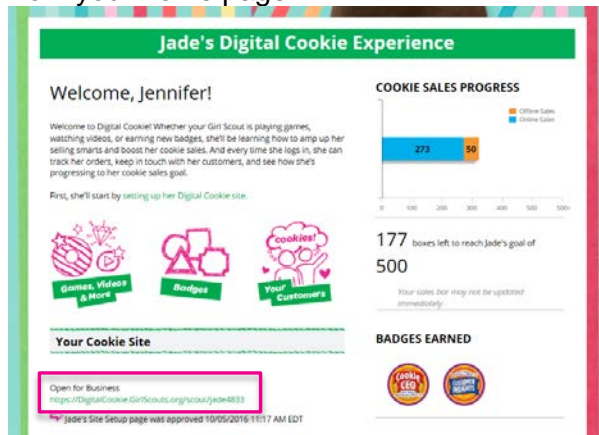 Jade's Digital Cookie Experience
Welcome, Jennifer!
Welcome to Digital Cookie! Whether your Girl Scout is playing games,
watching videos, or earning new badges, she'll be learning how to amp up her
selling smarts and boost her cookie sales. And every time she logs in, she can
track her orders, keep in touch with her customers, and see how she's
progressing to her cookie sales goal.
First, she'll start by setting up her Digital Cookie site.
Games, Videos
& More
Badges
cookies!
Your
Customers
Your Cookie Site
Open for Business
https://DigitalCookie.GirlScouts.org/scout/jade4833
Jade's Site Setup page was approved 10/05/2016 11:17 AM EDT
COOKIE SALES PROGRESS
Offline Sales
Online Sales
273 50
0 100 200 300 400 500 500+
177 boxes left to reach Jade's goal of
500
Your sales bar may not be updated
immediately.
BADGES EARNED
Cookie
CEO
CUSTOMER
INSIGHTS